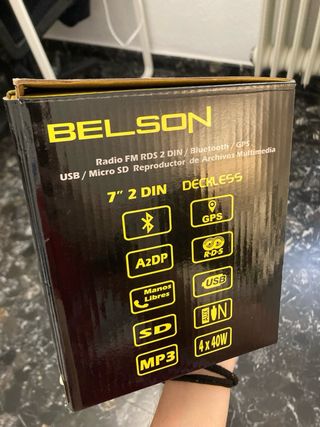 BELSON
Radio FM RDS 2 DIN / Bluetooth / GPS
USB / Micro SD Reproductor de Archivos Multimedia
7" 2 DIN DECKLESS
GPS
A2DP
R·D·S
Manos Libres
USB
SD
AUX IN
MP3
4 x 40W